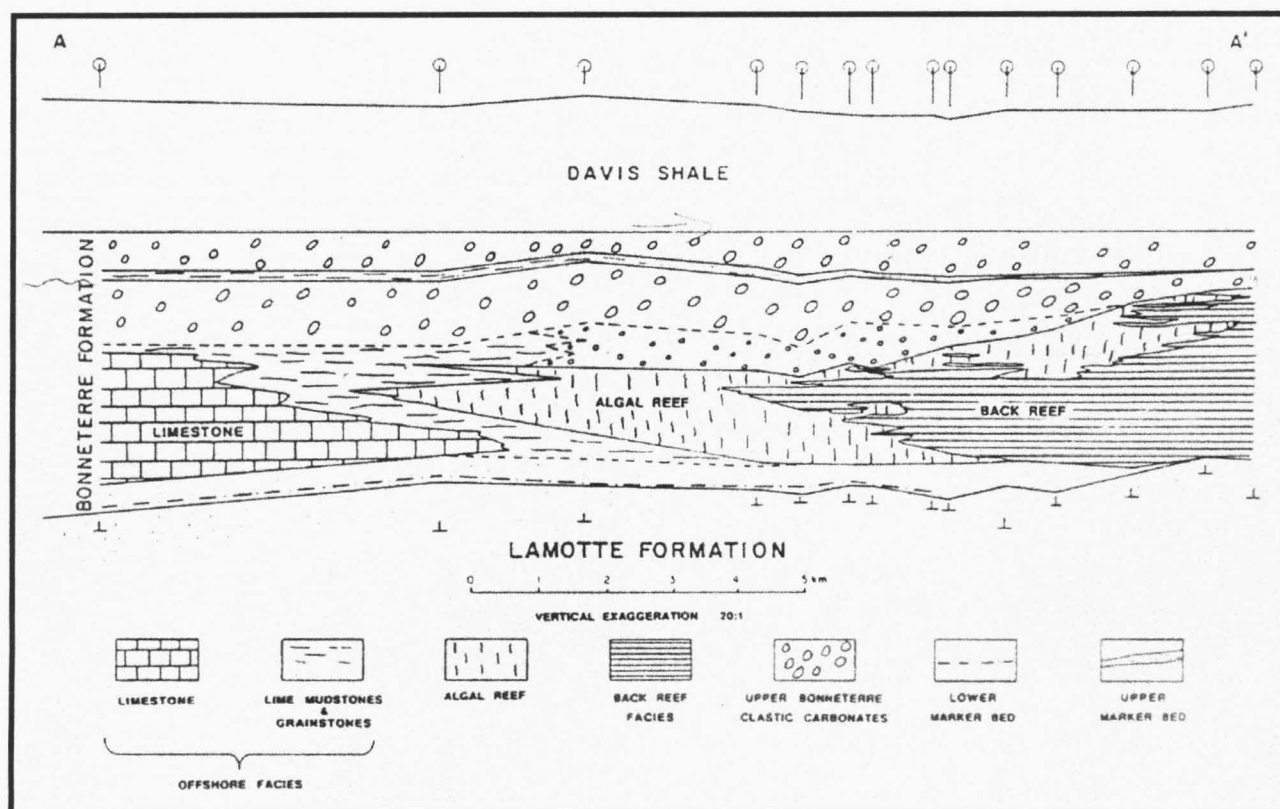 A
A'
DAVIS SHALE
BONNETERRE FORMATION
LIMESTONE
ALGAL REEF
BACK REEF
LAMOTTE FORMATION
0 1 2 3 4 5 km
VERTICAL EXAGGERATION 20:1
LIMESTONE
LIME MUDSTONES
&
GRAINSTONES
ALGAL REEF
BACK REEF
FACIES
UPPER BONNETERRE
CLASTIC CARBONATES
LOWER
MARKER BED
UPPER
MARKER BED
OFFSHORE FACIES